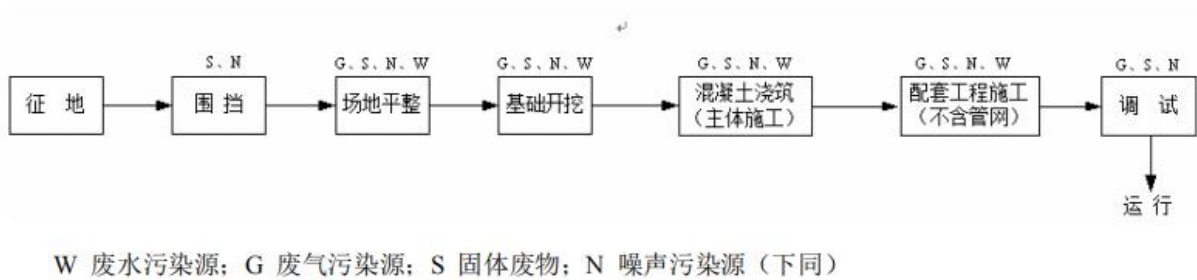 S、N
G、S、N、W
G、S、N、W
G、S、N、W
G、S、N、W
G、S、N
征 地
围 挡
场地平整
基础开挖
混凝土浇筑
（主体施工）
配套工程施工
（不含管网）
调 试
运 行
W 废水污染源；G 废气污染源；S 固体废物；N 噪声污染源（下同）